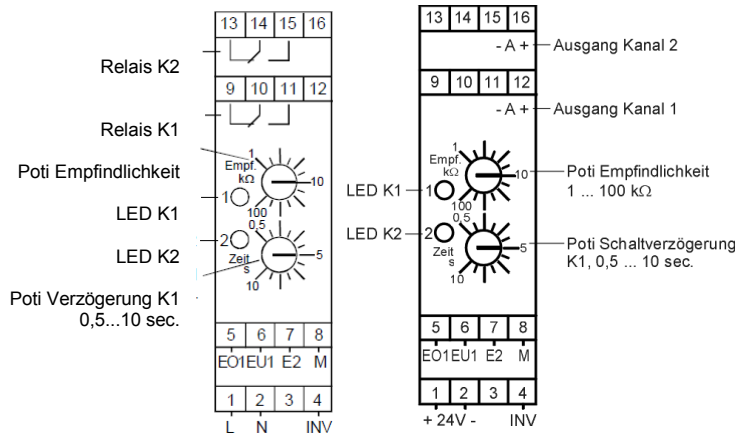 13 14 15 16
Relais K2
9 10 11 12
Relais K1
1
Empf.
kΩ
Poti Empfindlichkeit
10
1
LED K1
100
0,5
2
LED K2
Zeit
s
5
10
Poti Verzögerung K1
0,5...10 sec.
5 6 7 8
EO1 EU1 E2 M
1 2 3 4
L N INV
13 14 15 16
- A + Ausgang Kanal 2
9 10 11 12
- A + Ausgang Kanal 1
1
Empf.
kΩ
10
Poti Empfindlichkeit
1 ... 100 kΩ
LED K1 1
100
0,5
LED K2 2
Zeit
s
5
10
Poti Schaltverzögerung
K1, 0,5 ... 10 sec.
5 6 7 8
EO1 EU1 E2 M
1 2 3 4
+ 24V - INV